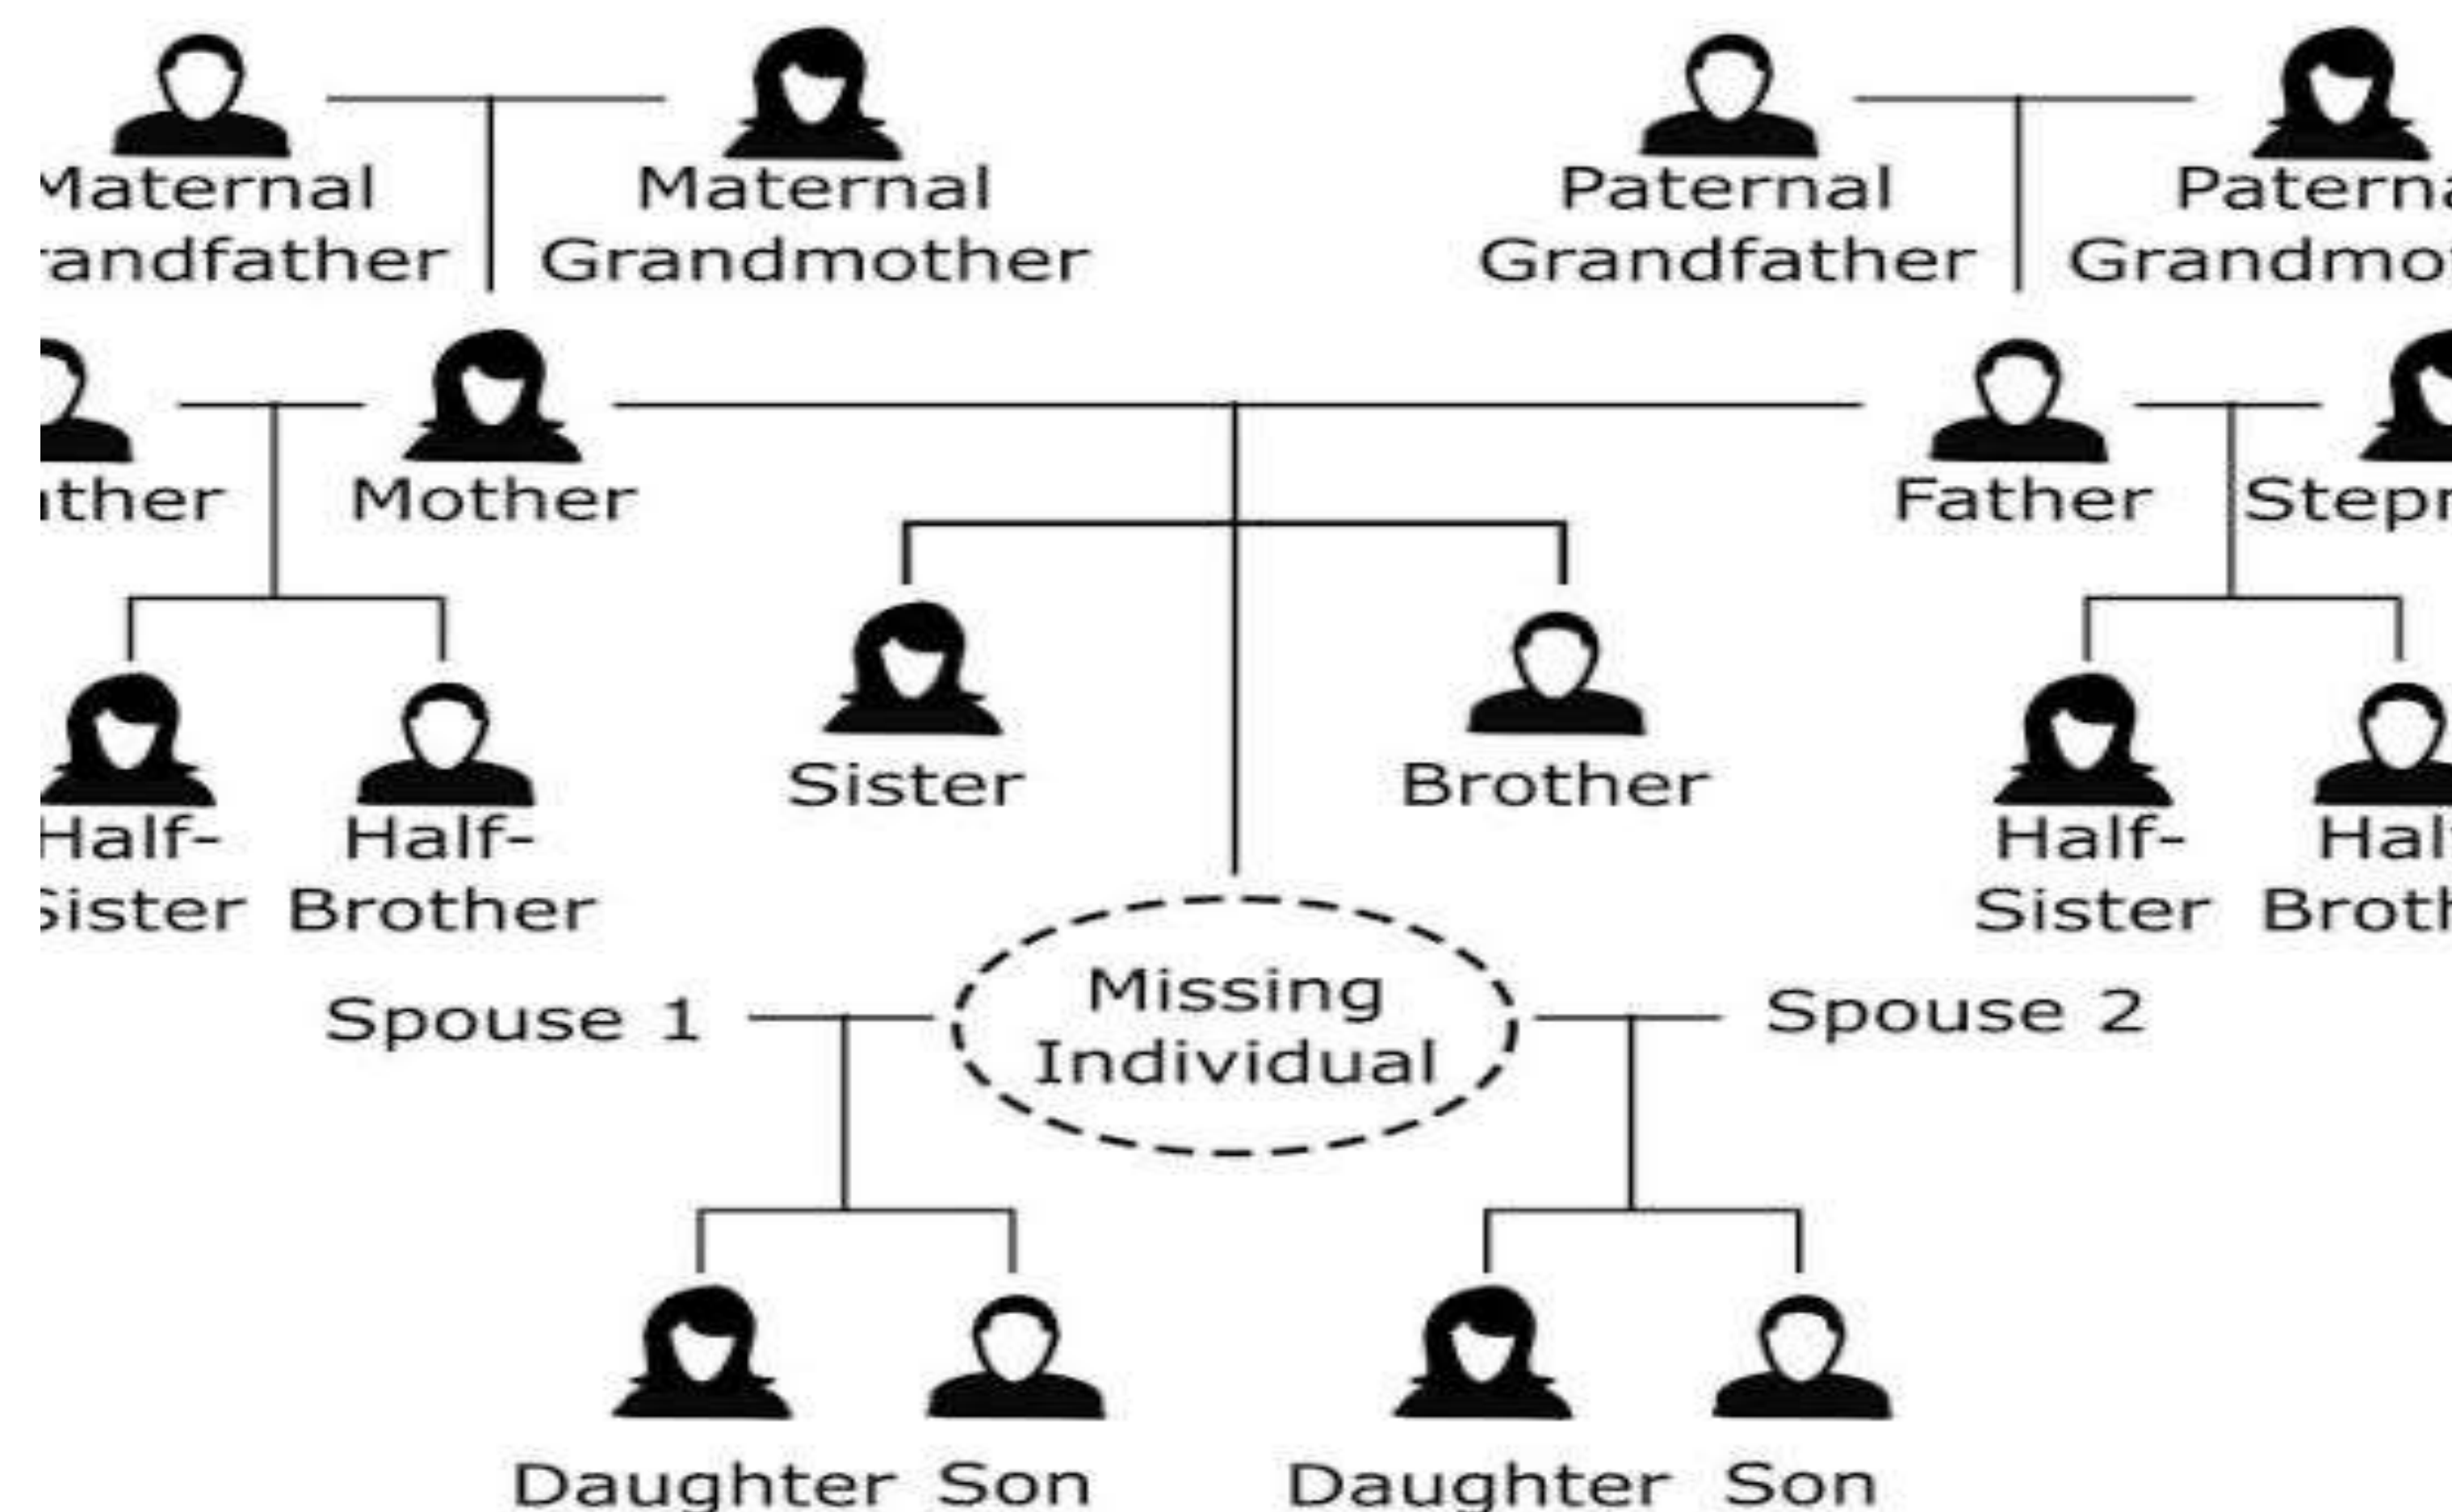 Maternal Maternal Paternal
Grandmother Grandfather
Mother Father
Sister Brother
Half- Half- Half-
Brother Sister
Missing
Individual
Spouse 1 Spouse 2
Daughter Son Daughter Son